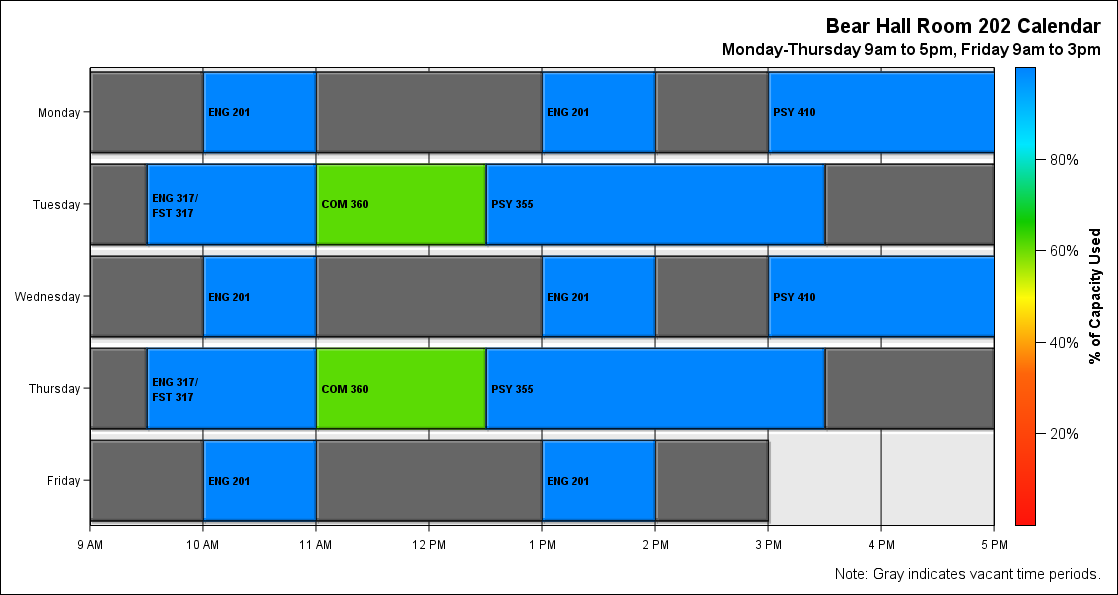 Bear Hall Room 202 Calendar
Monday-Thursday 9am to 5pm, Friday 9am to 3pm
Monday
ENG 201
ENG 201
PSY 410
Tuesday
ENG 317/
FST 317
COM 360
PSY 355
Wednesday
ENG 201
ENG 201
PSY 410
Thursday
ENG 317/
FST 317
COM 360
PSY 355
Friday
ENG 201
ENG 201
9 AM
10 AM
11 AM
12 PM
1 PM
2 PM
3 PM
4 PM
5 PM
80%
60%
40%
20%
% of Capacity Used
Note: Gray indicates vacant time periods.